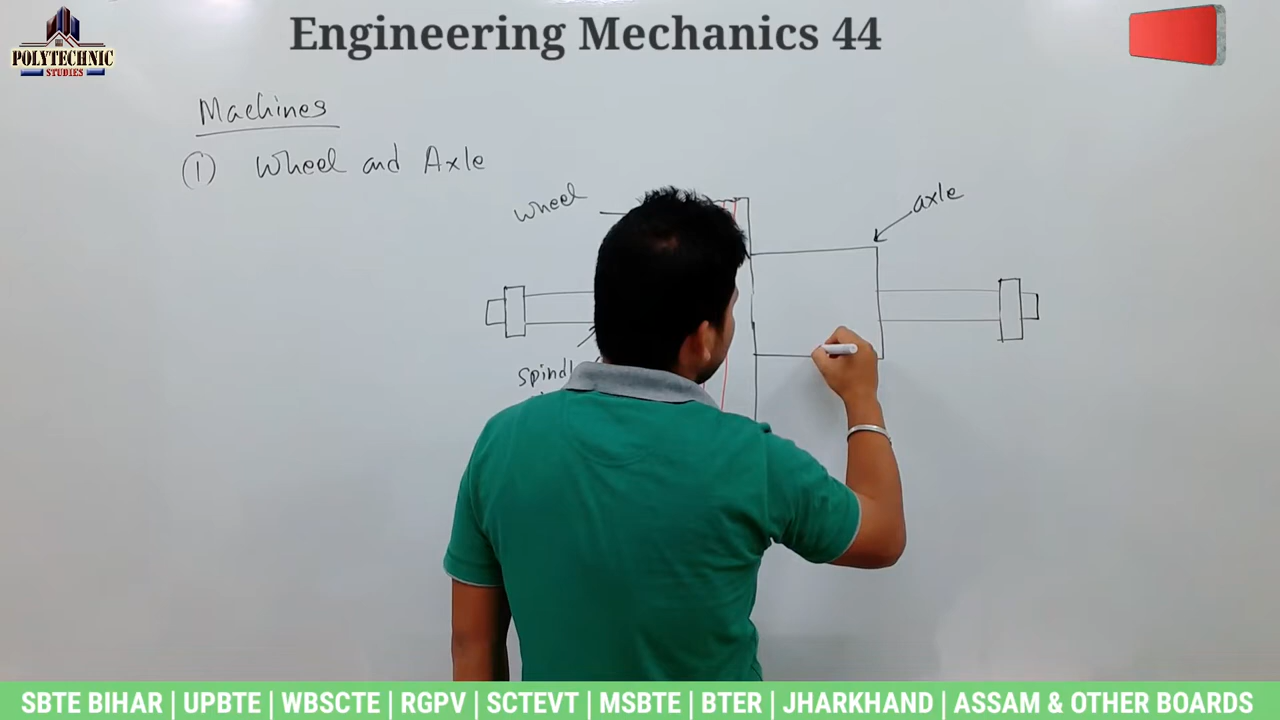 Engineering Mechanics 44
POLYTECHNIC
STUDIES
Machines
① Wheel and Axle
wheel
axle
spindl
SBTE BIHAR | UPBTE | WBSCTE | RGPV | SCTEVT | MSBTE | BTER | JHARKHAND | ASSAM & OTHER BOARDS